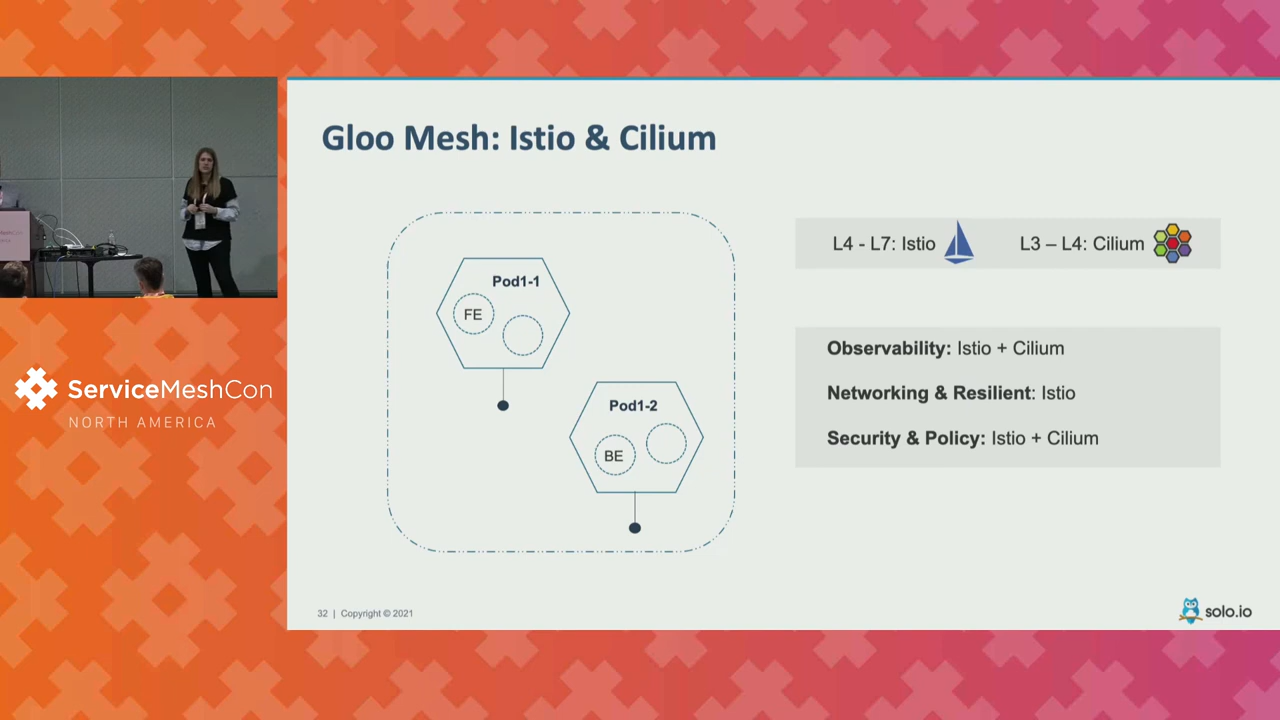 Gloo Mesh: Istio & Cilium
Pod1-1
FE
Pod1-2
BE
L4 - L7: Istio
L3 – L4: Cilium
Observability: Istio + Cilium
Networking & Resilient: Istio
Security & Policy: Istio + Cilium
ServiceMeshCon
NORTH AMERICA
32 | Copyright © 2021
solo.io